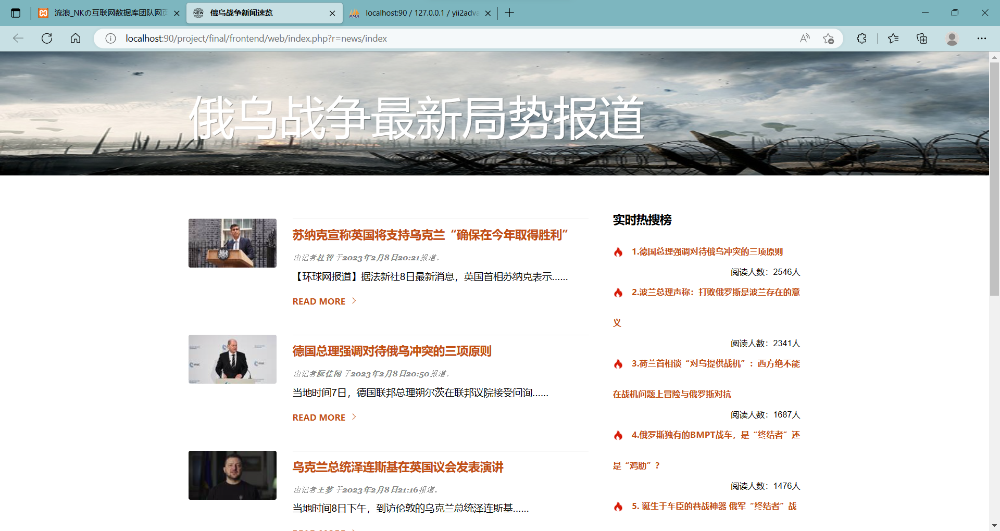 流浪_NKの互联网数据库团队网页
俄乌战争新闻速览
localhost:90 / 127.0.0.1 / yii2adva
localhost:90/project/final/frontend/web/index.php?r=news/index
俄乌战争最新局势报道
苏纳克宣称英国将支持乌克兰“确保在今年取得胜利”
由记者杜智 于2023年2月8日20:21报道。
【环球网报道】据法新社8日最新消息，英国首相苏纳克表示......
READ MORE
德国总理强调对待俄乌冲突的三项原则
由记者阮佳闻 于2023年2月8日20:50报道。
当地时间7日，德国联邦总理朔尔茨在联邦议院接受问询......
READ MORE
乌克兰总统泽连斯基在英国议会发表演讲
由记者王梦 于2023年2月8日21:16报道。
当地时间8日下午，到访伦敦的乌克兰总统泽连斯基......
实时热搜榜
1.德国总理强调对待俄乌冲突的三项原则
阅读人数：2546人
2.波兰总理声称：打败俄罗斯是波兰存在的意
义
阅读人数：2341人
3.荷兰首相谈“对乌提供战机”：西方绝不能
在战机问题上冒险与俄罗斯对抗
阅读人数：1687人
4.俄罗斯独有的BMPT战车，是“终结者”还
是“鸡肋”？
阅读人数：1476人
5. 诞生于车臣的巷战神器 俄军“终结者”战